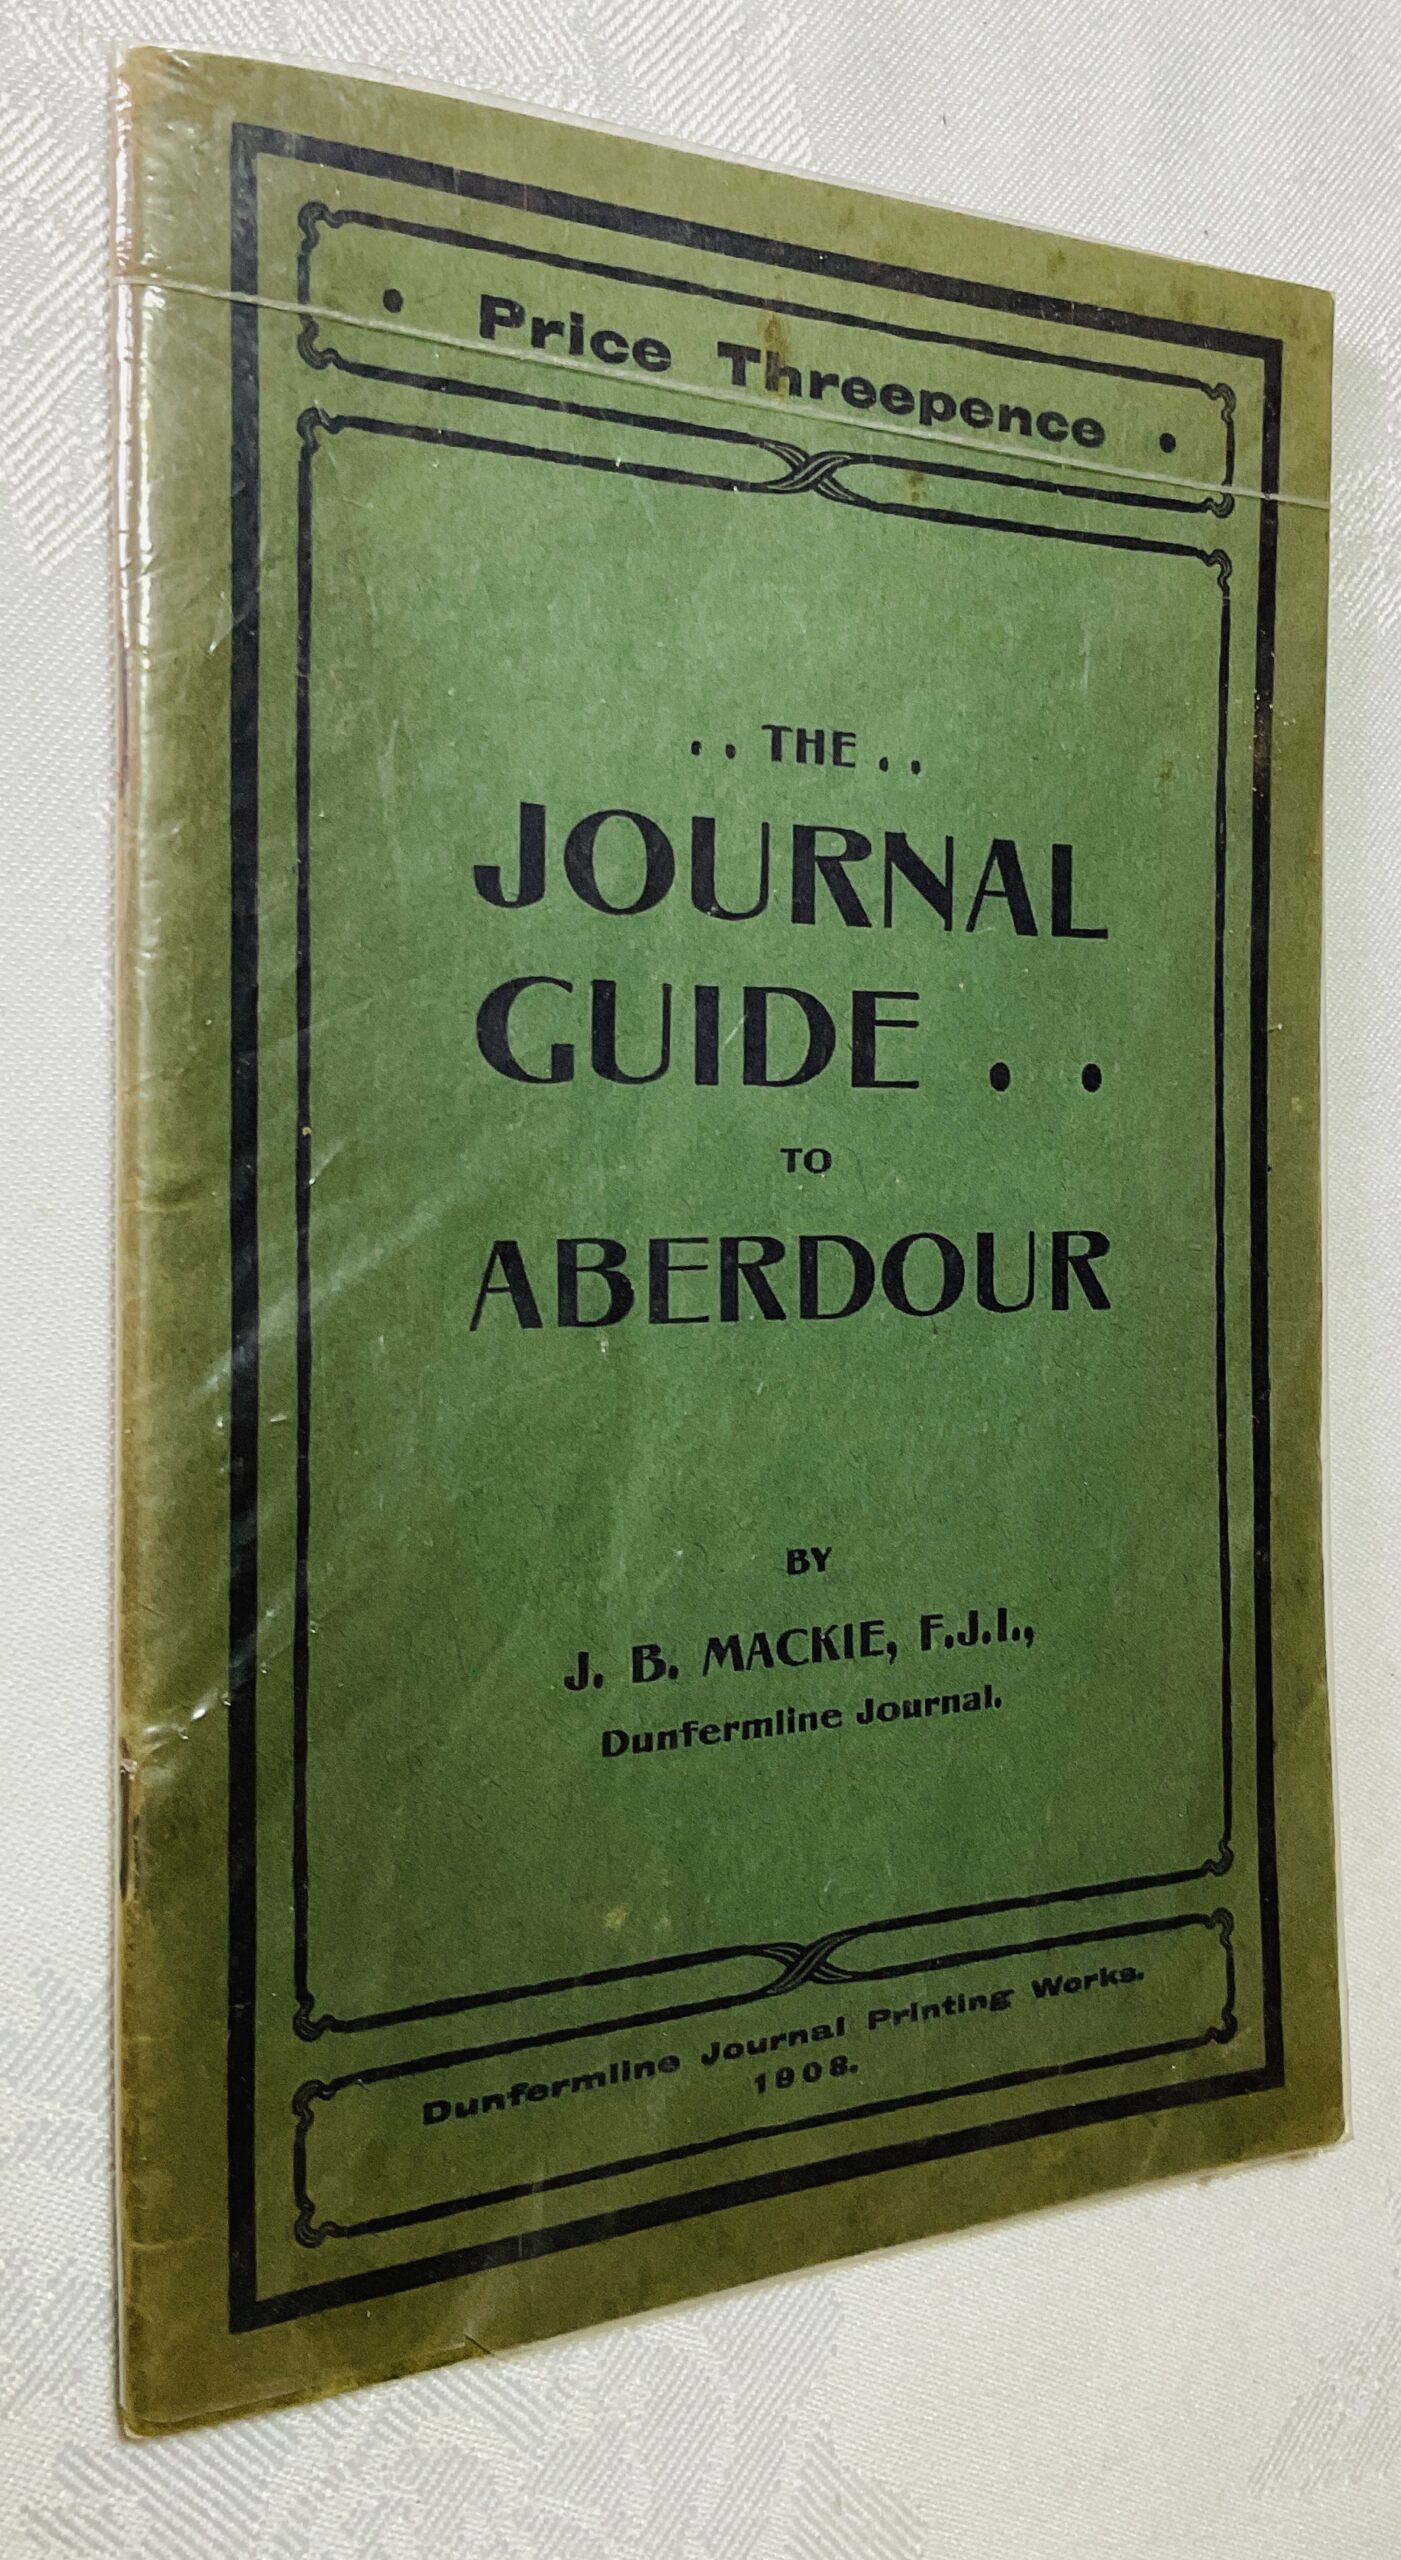 • Price Threepence •
. . THE . .
JOURNAL
GUIDE . .
TO
ABERDOUR
BY
J. B. MACKIE, F.J.I.,
Dunfermline Journal.
Dunfermline Journal Printing Works.
1908.